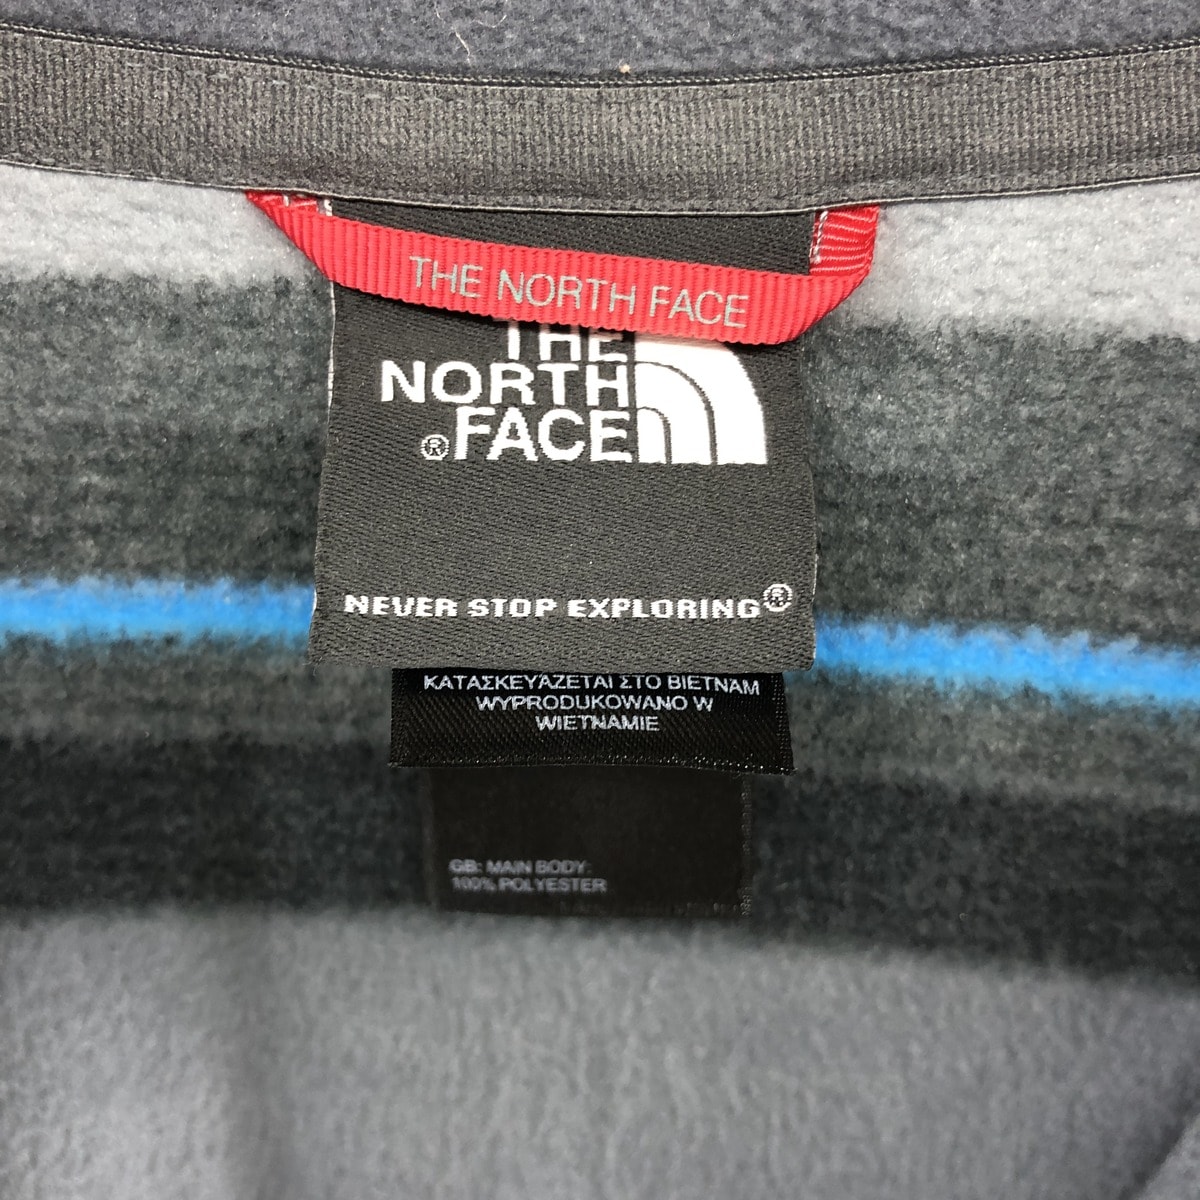 THE NORTH FACE
THE
NORTH
®FACE
NEVER STOP EXPLORING®
ΚΑΤΑΣΚΕΥΑΖΕΤΑΙ ΣΤΟ ΒΙΕΤΝΑΜ
WYPRODUKOWANO W
WIETNAMIE
GB: MAIN BODY:
100% POLYESTER